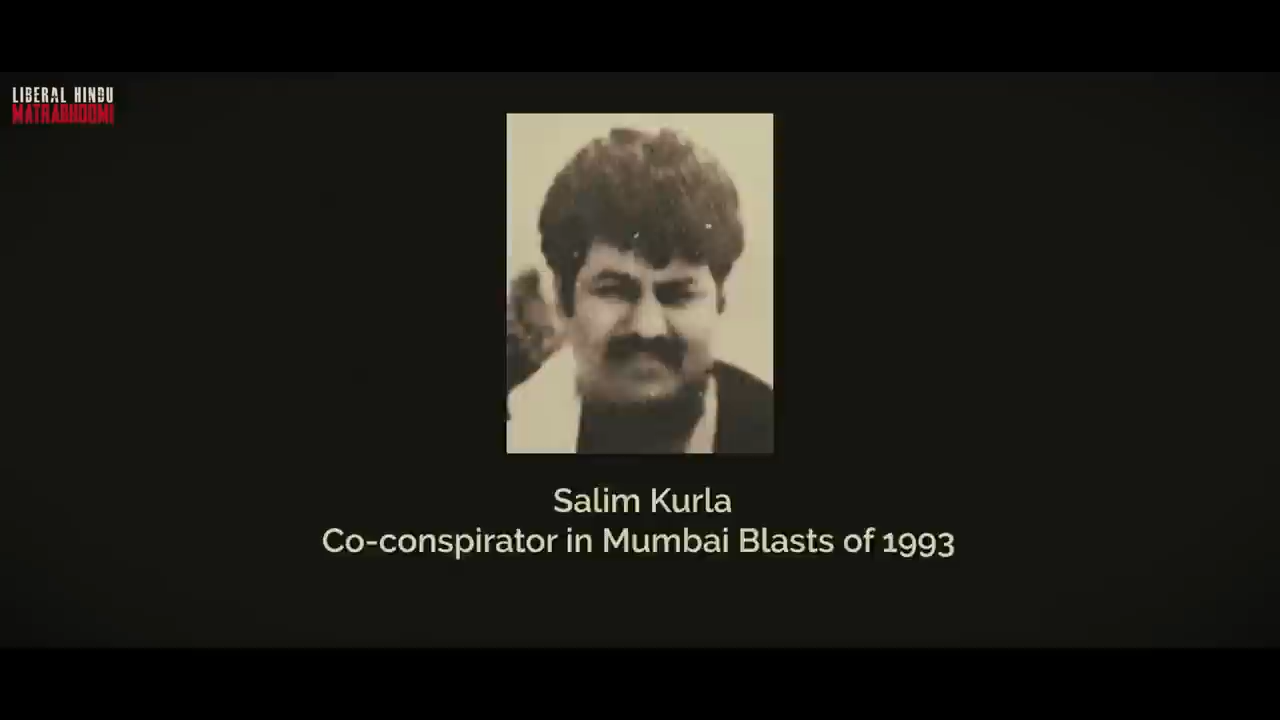 LIBERAL HINDU
MATRABHOOMI
Salim Kurla
Co-conspirator in Mumbai Blasts of 1993